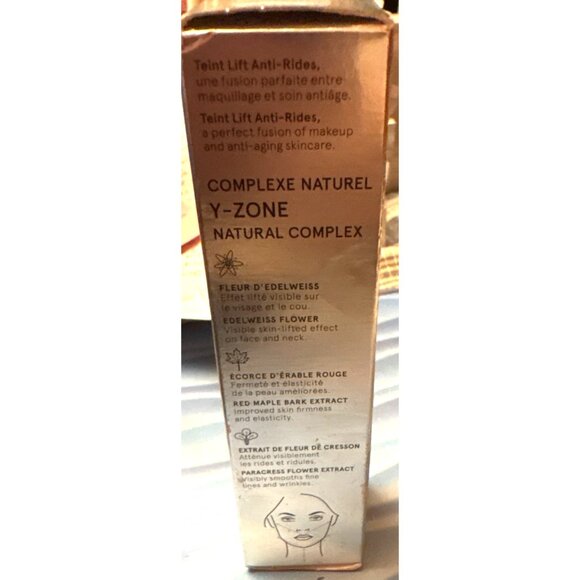 Teint Lift Anti-Rides,
une fusion parfaite entre
maquillage et soin antiâge.
Teint Lift Anti-Rides,
a perfect fusion of makeup
and anti-aging skincare.
COMPLEXE NATUREL
Y-ZONE
NATURAL COMPLEX
FLEUR D'EDELWEISS
Effet lifté visible sur
le visage et le cou.
EDELWEISS FLOWER
Visible skin-lifted effect
on face and neck.
ÉCORCE D'ÉRABLE ROUGE
Fermeté et élasticité
de la peau améliorées.
RED MAPLE BARK EXTRACT
Improved skin firmness
and elasticity.
EXTRAIT DE FLEUR DE CRESSON
Atténue visiblement
les rides et ridules.
PARACRESS FLOWER EXTRACT
Visibly smooths fine
lines and wrinkles.